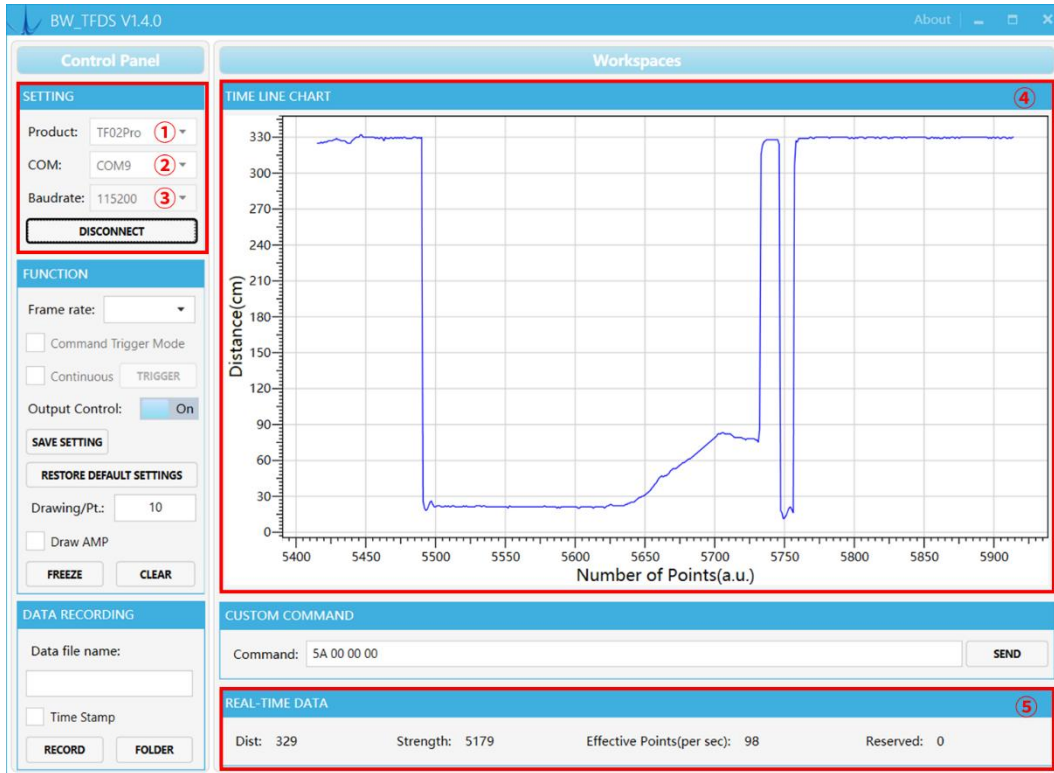 BW_TFDS V1.4.0
About
Control Panel
Workspaces
SETTING
Product: TF02Pro ①
COM: COM9 ②
Baudrate: 115200 ③
DISCONNECT
FUNCTION
Frame rate:
Command Trigger Mode
Continuous TRIGGER
Output Control: On
SAVE SETTING
RESTORE DEFAULT SETTINGS
Drawing/Pt.: 10
Draw AMP
FREEZE CLEAR
DATA RECORDING
Data file name:
Time Stamp
RECORD FOLDER
TIME LINE CHART ④
Distance(cm)
330
300
270
240
210
180
150
120
90
60
30
0
5400 5450 5500 5550 5600 5650 5700 5750 5800 5850 5900
Number of Points(a.u.)
CUSTOM COMMAND
Command: 5A 00 00 00 SEND
REAL-TIME DATA ⑤
Dist: 329 Strength: 5179 Effective Points(per sec): 98 Reserved: 0